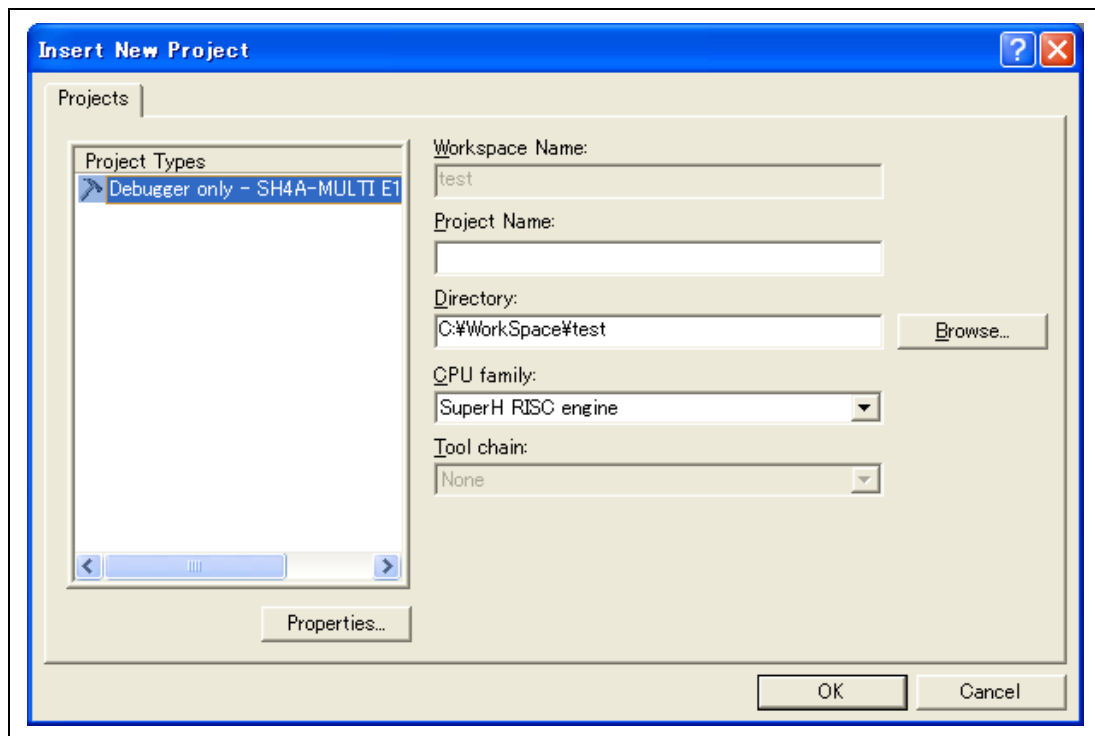 Insert New Project
Projects
Project Types
Debugger only - SH4A-MULTI E1
Workspace Name:
test
Project Name:
Directory:
C:¥WorkSpace¥test
Browse...
CPU family:
SuperH RISC engine
Tool chain:
None
Properties...
OK
Cancel